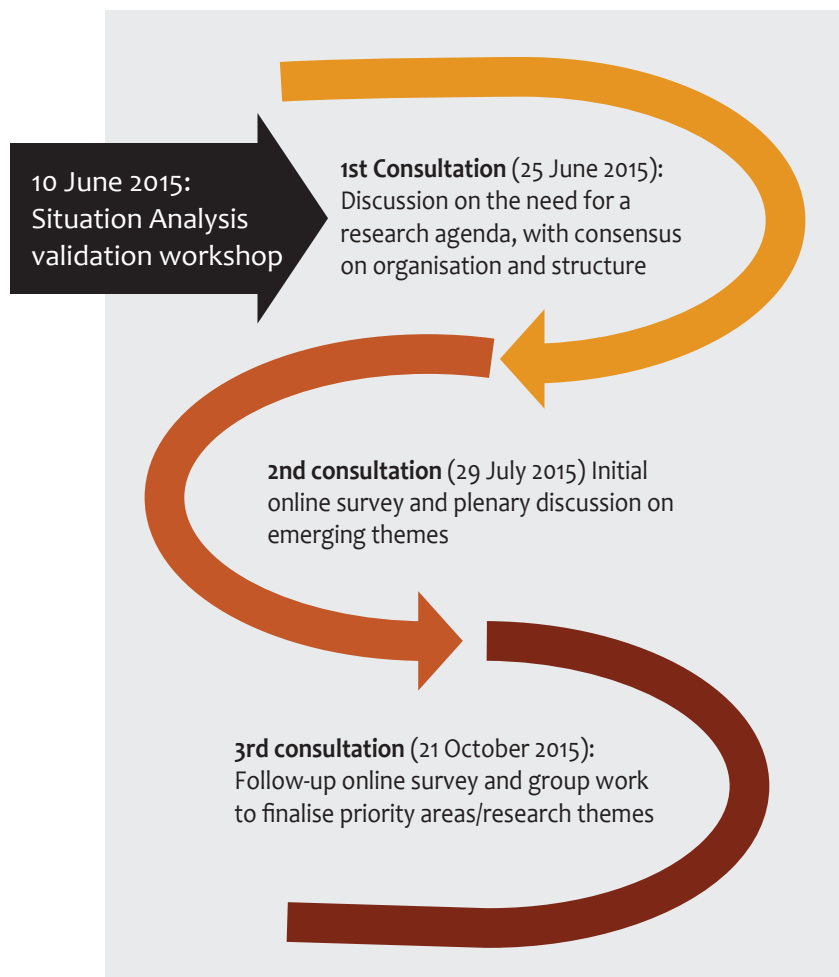 10 June 2015:
Situation Analysis
validation workshop
1st Consultation (25 June 2015):
Discussion on the need for a
research agenda, with consensus
on organisation and structure
2nd consultation (29 July 2015) Initial
online survey and plenary discussion on
emerging themes
3rd consultation (21 October 2015):
Follow-up online survey and group work
to finalise priority areas/research themes